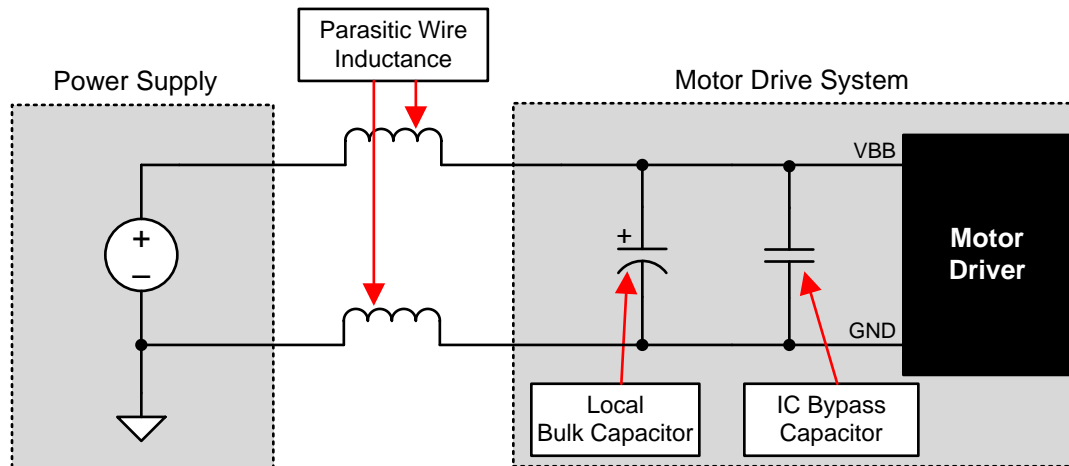 Parasitic Wire
Inductance
Power Supply
Motor Drive System
VBB
+
–
+
Motor
Driver
GND
Local
Bulk Capacitor
IC Bypass
Capacitor